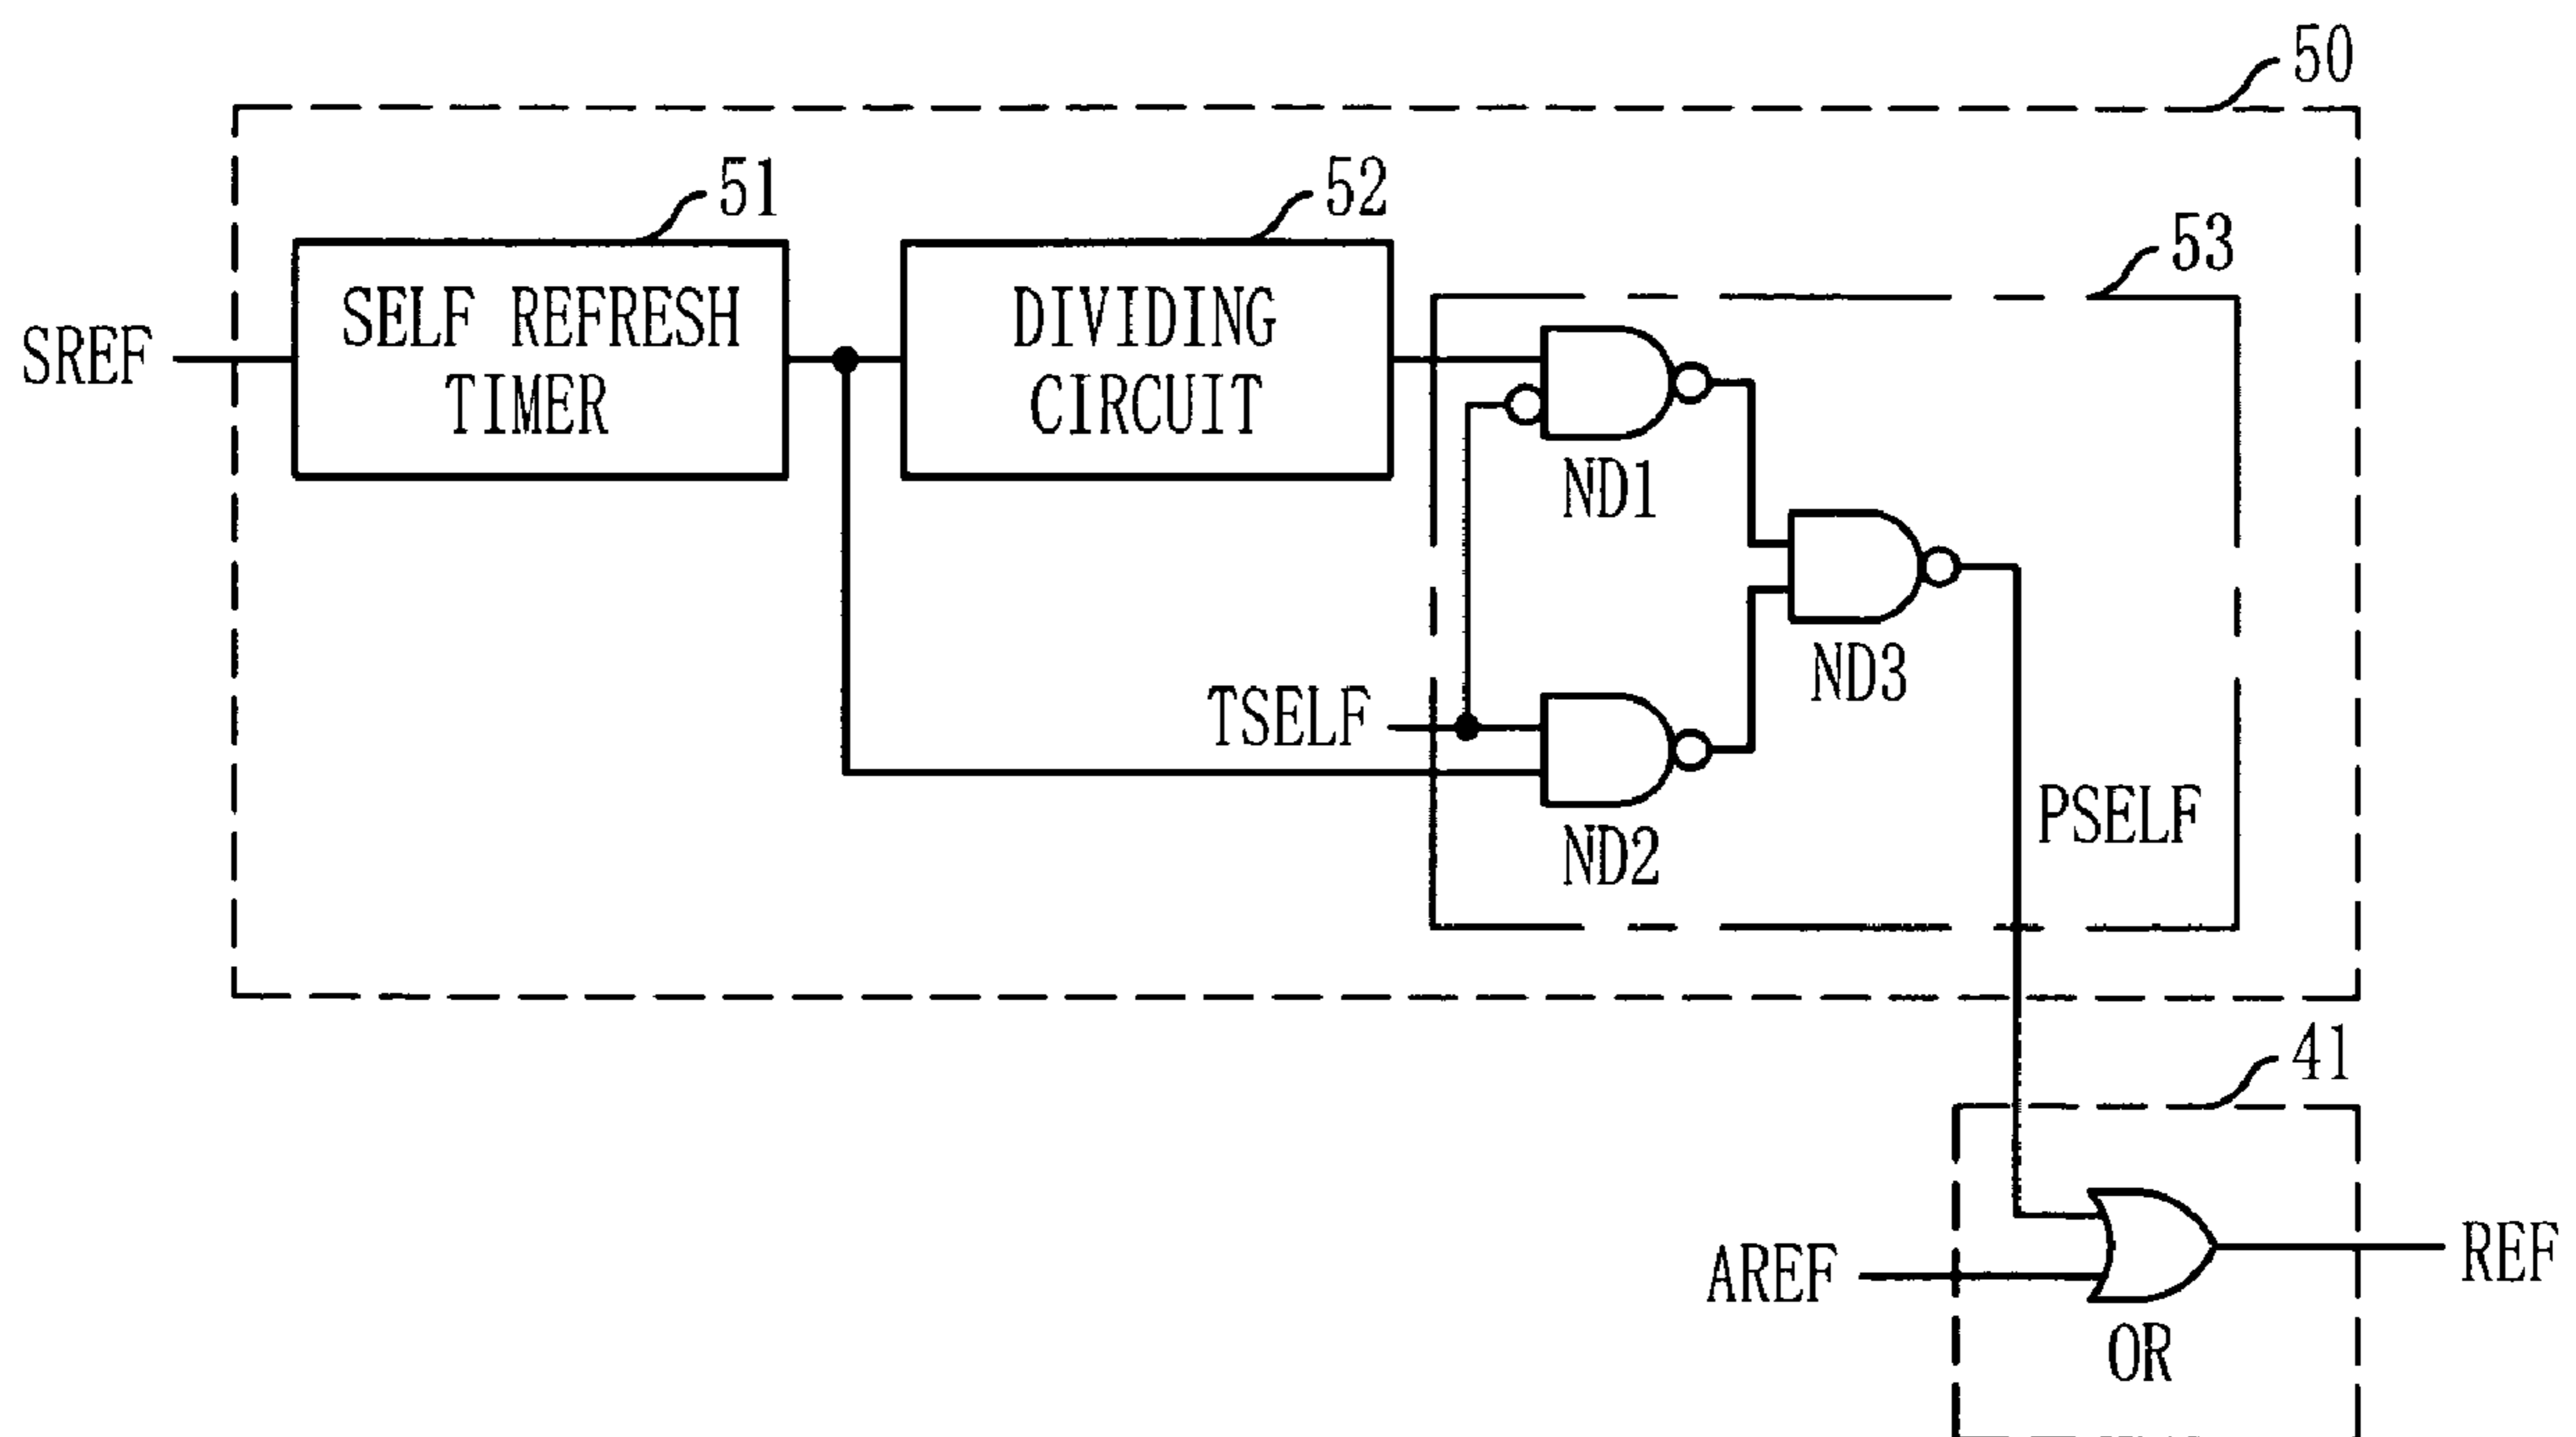 50
51
52
53
SELF REFRESH
TIMER
DIVIDING
CIRCUIT
SREF
ND1
ND3
TSELF
ND2
PSELF
41
AREF
REF
OR